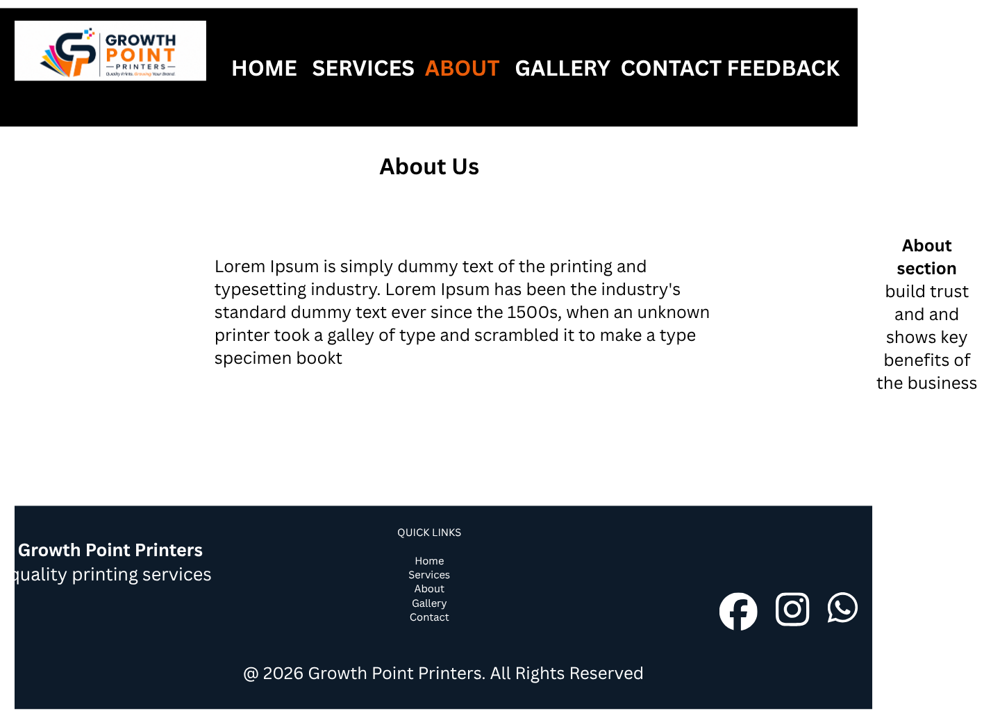 GROWTH
POINT
PRINTERS
Quality Prints. Growing Your Brand.
HOME SERVICES ABOUT GALLERY CONTACT FEEDBACK
About Us
Lorem Ipsum is simply dummy text of the printing and
typesetting industry. Lorem Ipsum has been the industry's
standard dummy text ever since the 1500s, when an unknown
printer took a galley of type and scrambled it to make a type
specimen bookt
About
section
build trust
and and
shows key
benefits of
the business
Growth Point Printers
quality printing services
QUICK LINKS
Home
Services
About
Gallery
Contact
@ 2026 Growth Point Printers. All Rights Reserved